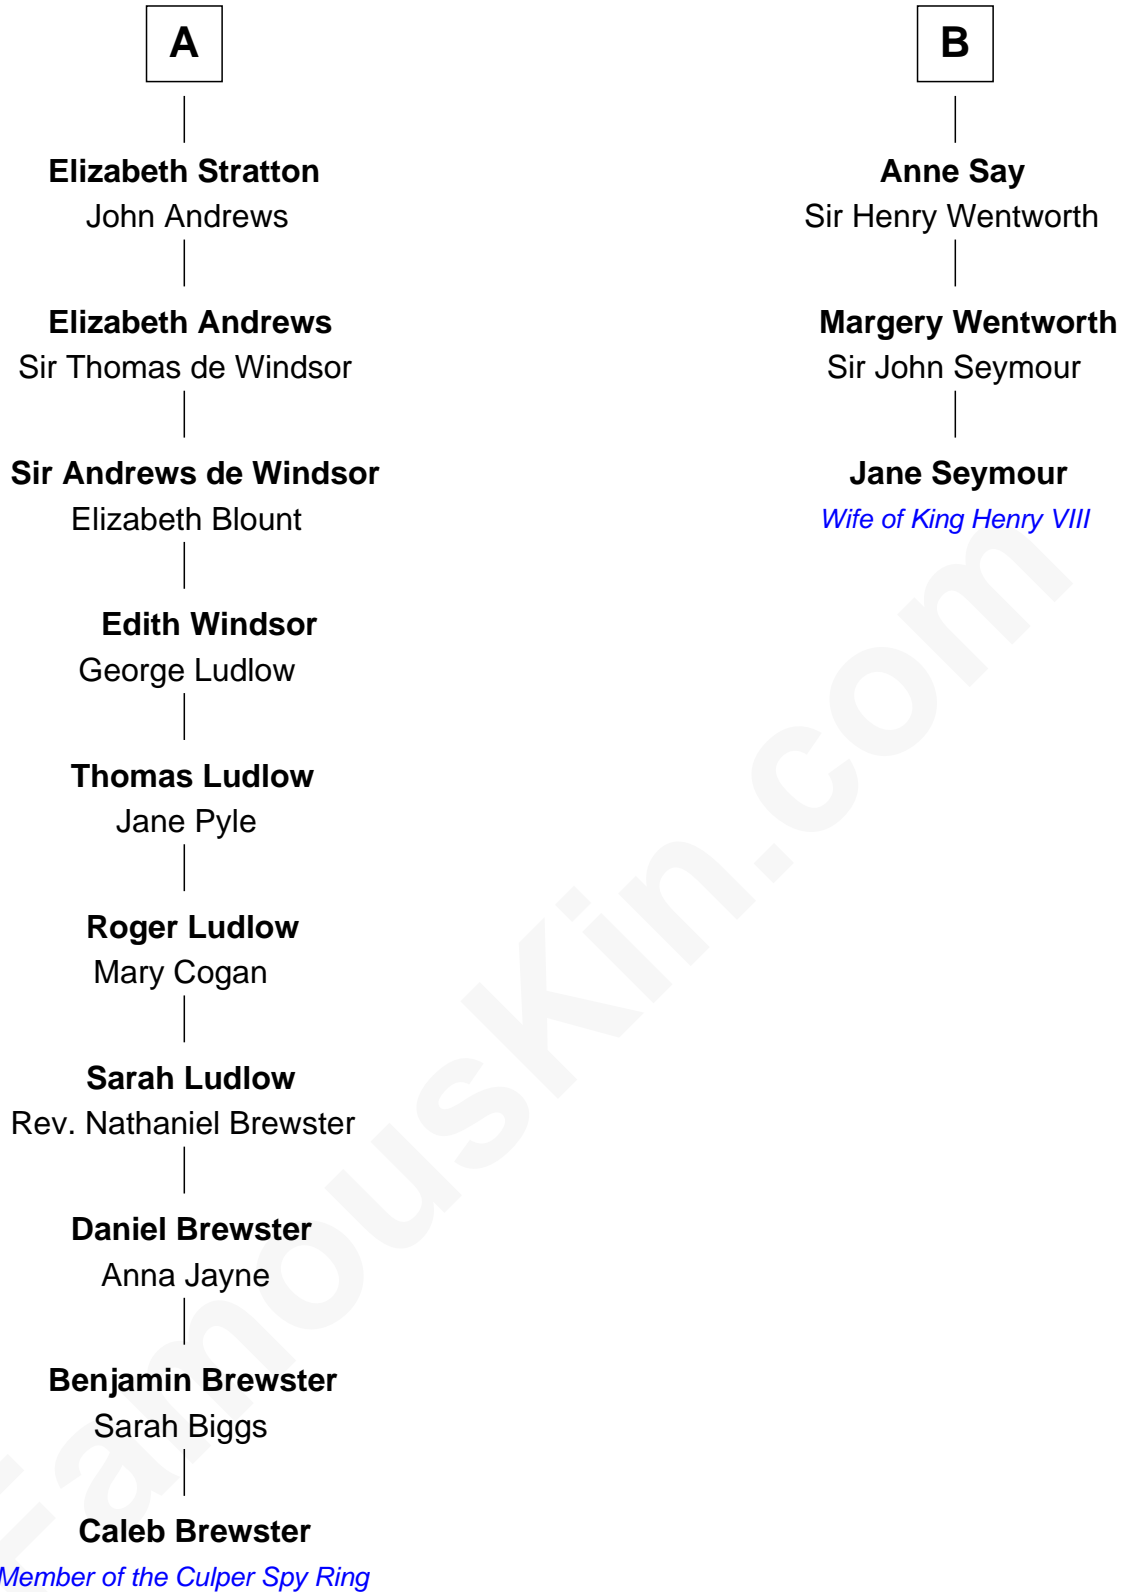 A
Elizabeth Stratton
John Andrews
Elizabeth Andrews
Sir Thomas de Windsor
Sir Andrews de Windsor
Elizabeth Blount
Edith Windsor
George Ludlow
Thomas Ludlow
Jane Pyle
Roger Ludlow
Mary Cogan
Sarah Ludlow
Rev. Nathaniel Brewster
Daniel Brewster
Anna Jayne
Benjamin Brewster
Sarah Biggs
Caleb Brewster
Member of the Culper Spy Ring
B
Anne Say
Sir Henry Wentworth
Margery Wentworth
Sir John Seymour
Jane Seymour
Wife of King Henry VIII
FamousKin.com